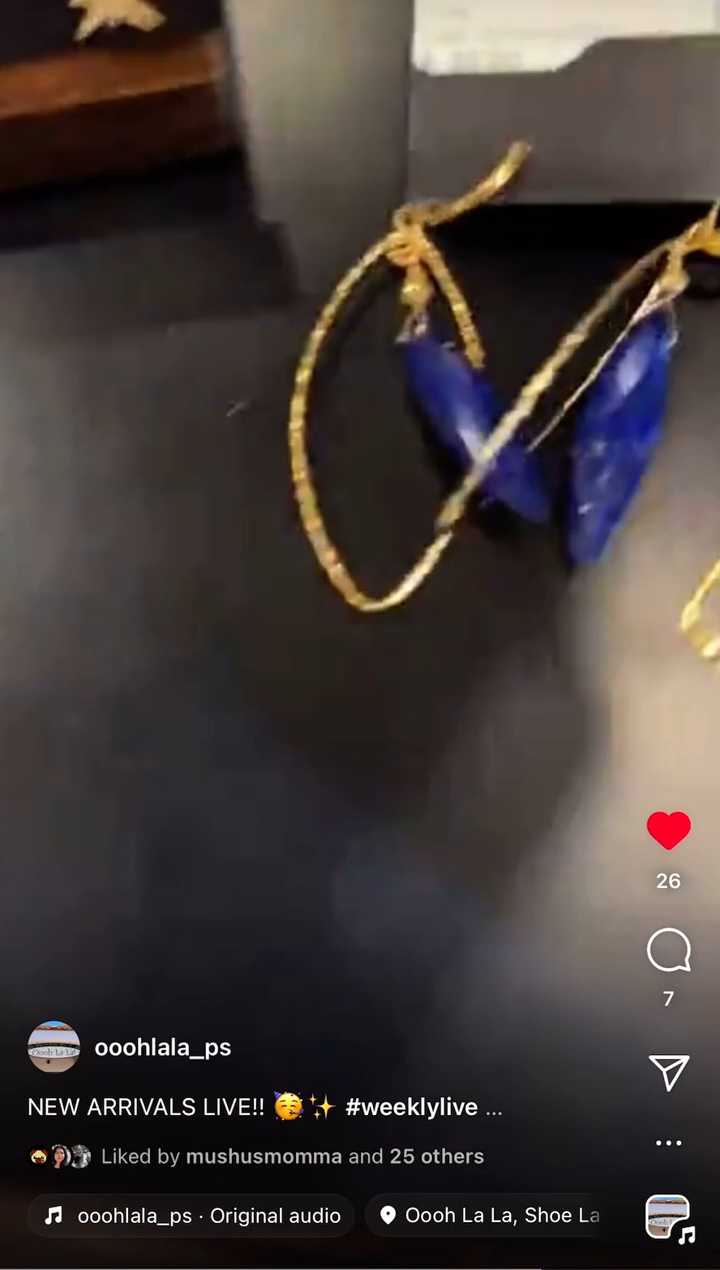 26
7
ooohlala_ps
NEW ARRIVALS LIVE!! 🥳✨ #weeklylive ...
Liked by mushusmomma and 25 others
ooohlala_ps · Original audio
Oooh La La, Shoe La